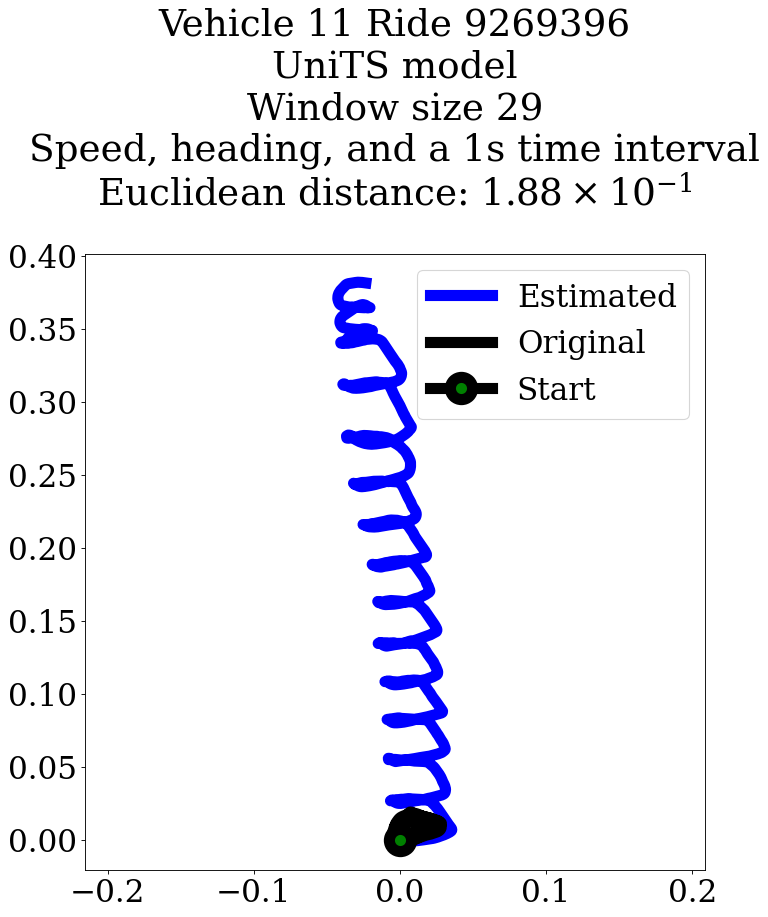 Vehicle 11 Ride 9269396
UniTS model
Window size 29
Speed, heading, and a 1s time interval
Euclidean distance: 1.88 × 10⁻¹
0.40
0.35
0.30
0.25
0.20
0.15
0.10
0.05
0.00
−0.2
−0.1
0.0
0.1
0.2
Estimated
Original
Start